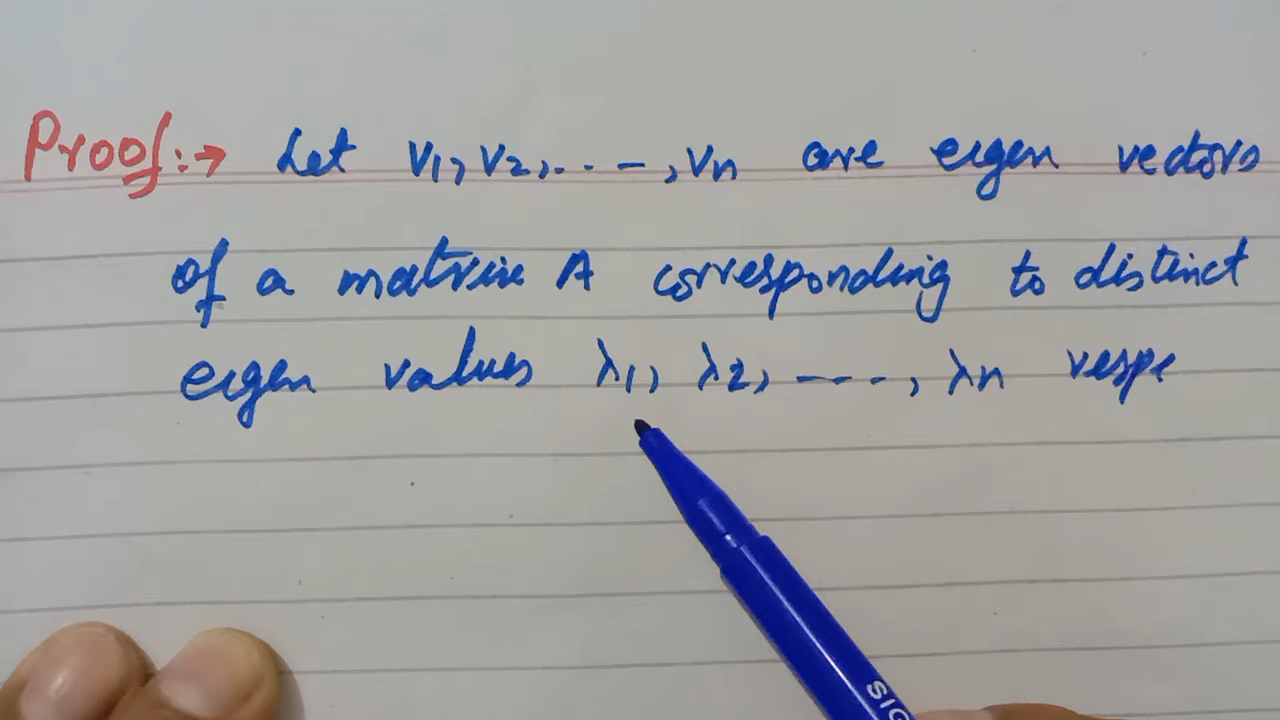 Proof:→ Let v1, v2,...-, vn are eigen vectors
of a matrix A corresponding to distinct
eigen values λ1, λ2, ----, λn respe
SIG